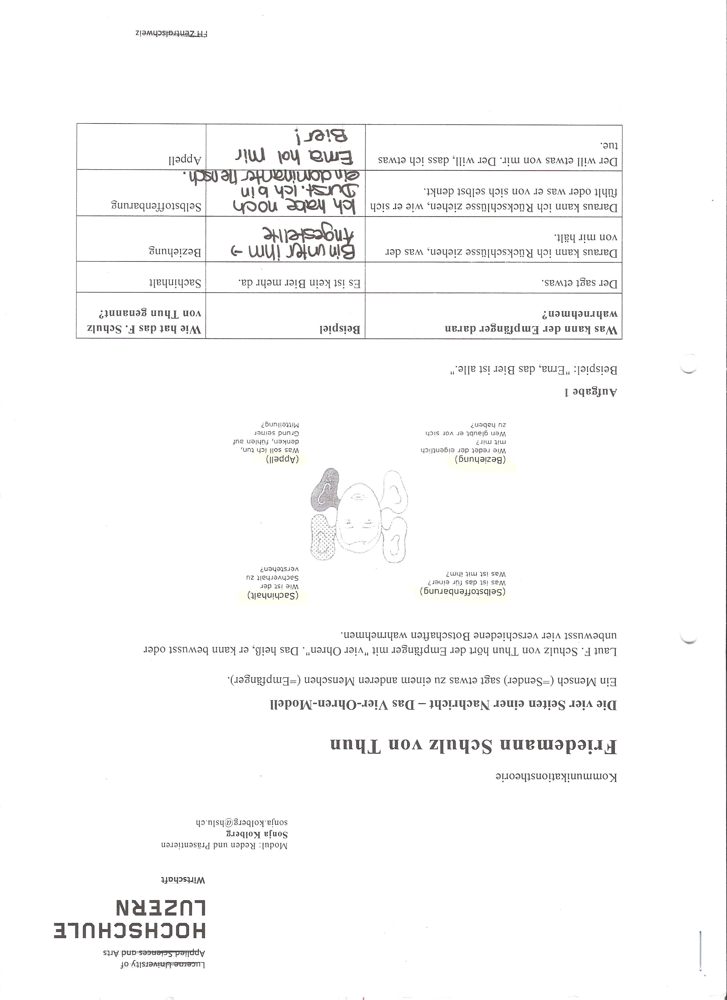 Lucerne University of
Applied Sciences and Arts
HOCHSCHULE
LUZERN
Wirtschaft
Modul: Reden und Präsentieren
Sonja Kolberg
sonja.kolberg@hslu.ch
Kommunikationstheorie
Friedemann Schulz von Thun
Die vier Seiten einer Nachricht – Das Vier-Ohren-Modell
Ein Mensch (=Sender) sagt etwas zu einem anderen Menschen (=Empfänger).
Laut F. Schulz von Thun hört der Empfänger mit "vier Ohren". Das heiß, er kann bewusst oder
unbewusst vier verschiedene Botschaften wahrnehmen.
(Selbstoffenbarung)
Was ist das für einer?
Was ist mit ihm?
(Sachinhalt)
Wie ist der
Sachverhalt zu
verstehen?
(Beziehung)
Wie redet der eigentlich
mit mir?
Wen glaubt er vor sich
zu haben?
(Appell)
Was soll ich tun,
denken, fühlen auf
Grund seiner
Mitteilung?
Aufgabe 1
Beispiel: "Erna, das Bier ist alle."
Was kann der Empfänger daran
wahrnehmen?
Beispiel
Wie hat das F. Schulz
von Thun genannt?
Der sagt etwas.
Es ist kein Bier mehr da.
Sachinhalt
Daraus kann ich Rückschlüsse ziehen, was der
von mir hält.
Bin unter ihm →
Angestellte
Beziehung
Daraus kann ich Rückschlüsse ziehen, wie er sich
fühlt oder was er von sich selbst denkt.
Ich habe noch
Durst. Ich bin
ein dominanter Mensch.
Selbstoffenbarung
Der will etwas von mir. Der will, dass ich etwas
tue.
Erna hol mir
Bier!
Appell
FH Zentralschweiz